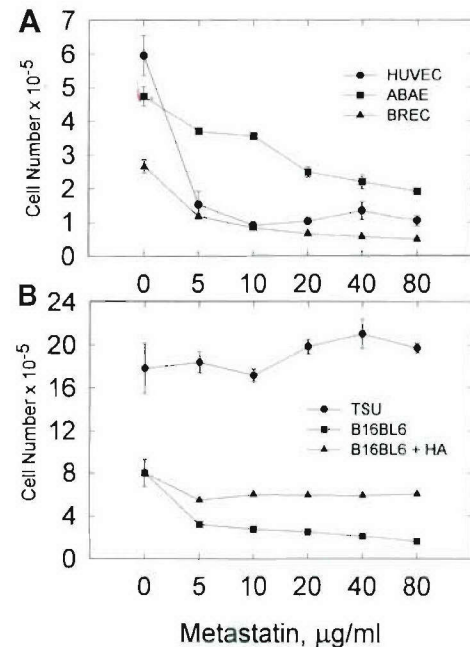 A
7
6
5
4
3
2
1
0
Cell Number x 10⁻⁵
HUVEC
ABAE
BREC
0 5 10 20 40 80
B
24
20
16
12
8
4
0
Cell Number x 10⁻⁵
TSU
B16BL6
B16BL6 + HA
0 5 10 20 40 80
Metastatin, µg/ml